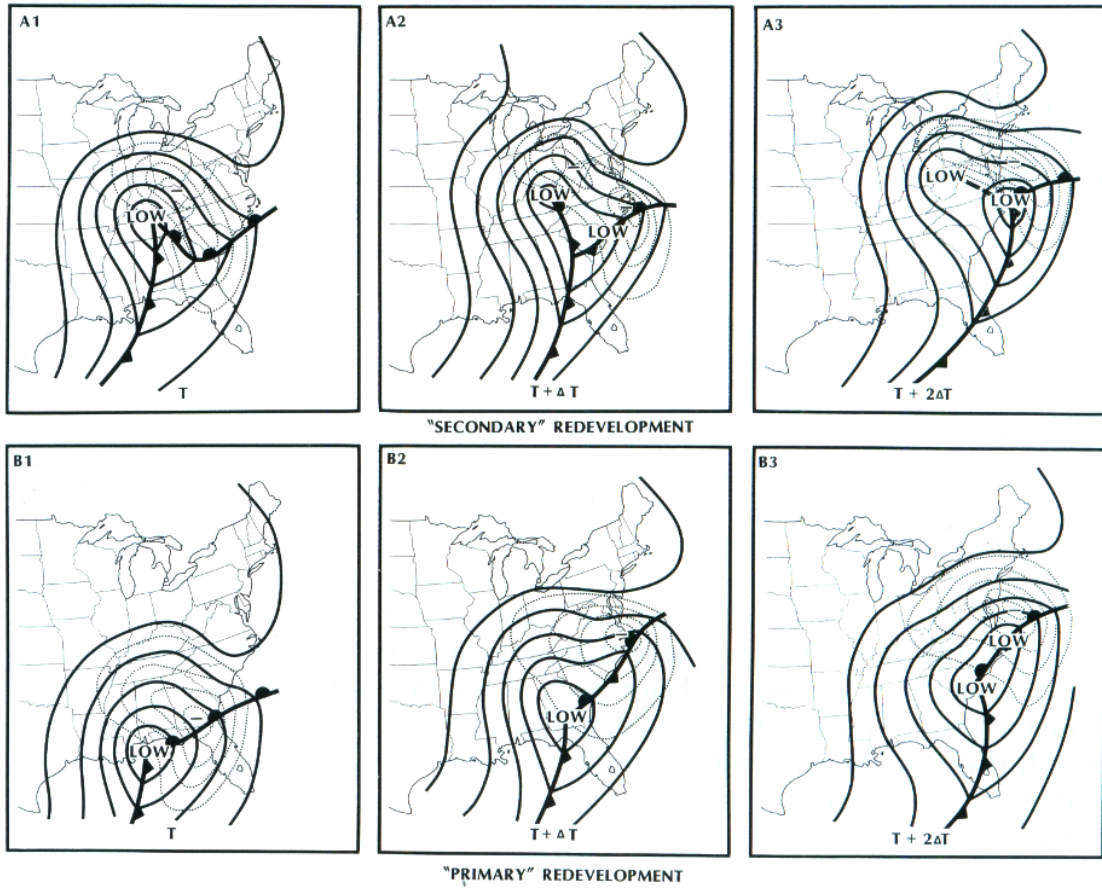 A1
LOW
T
A2
LOW
LOW
T + Δ T
A3
LOW
LOW
T + 2ΔT
"SECONDARY" REDEVELOPMENT
B1
LOW
T
B2
LOW
T + Δ T
B3
LOW
LOW
T + 2ΔT
"PRIMARY" REDEVELOPMENT